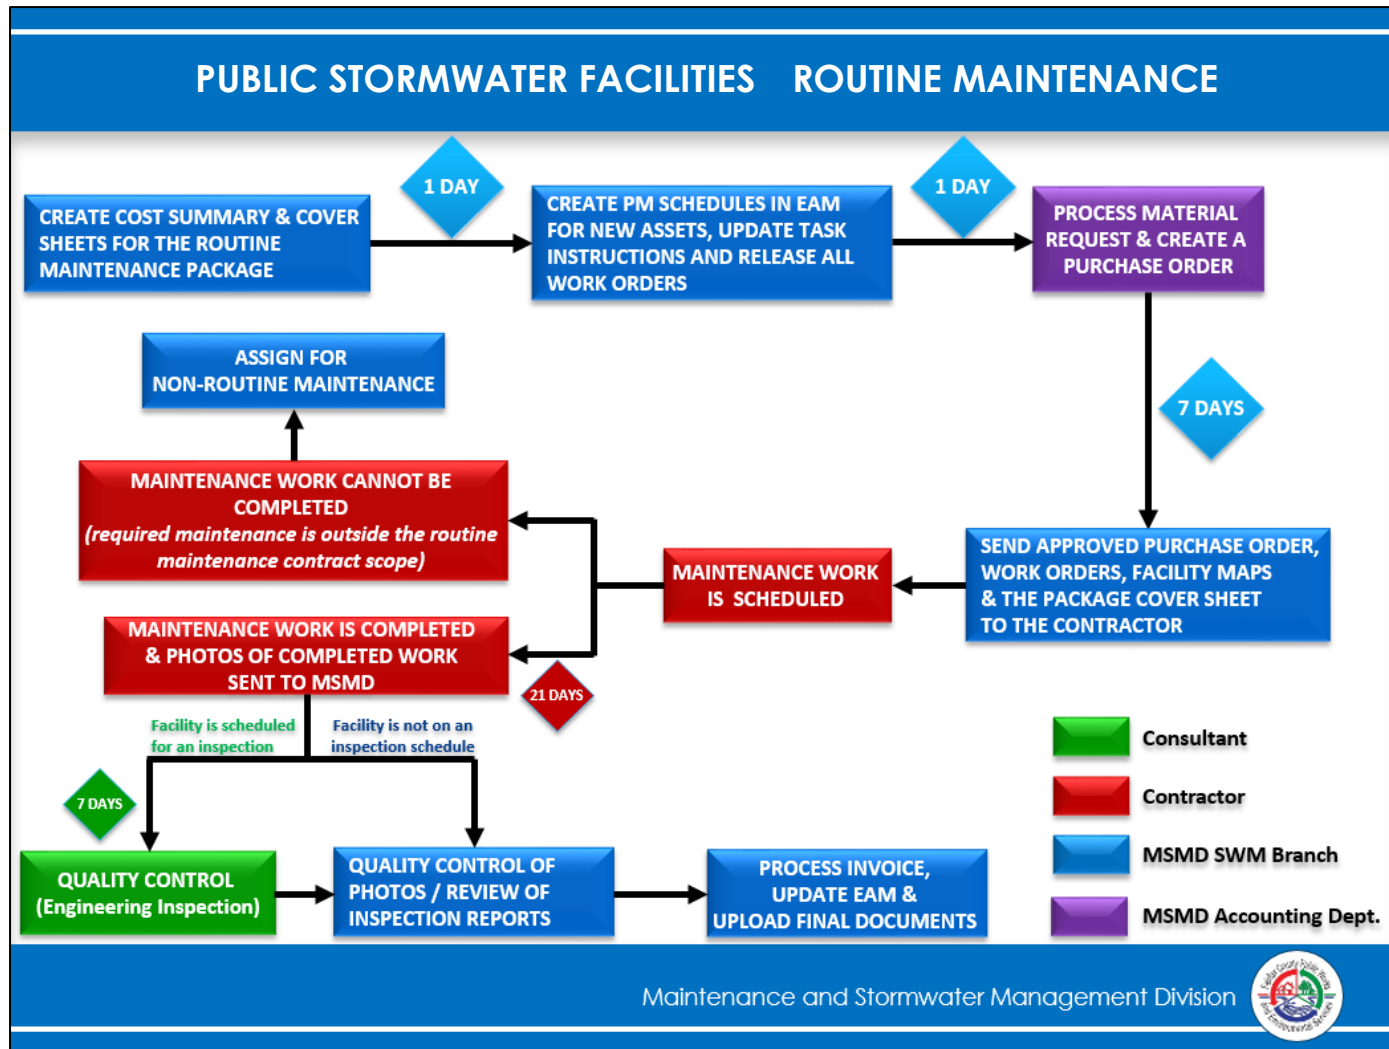 PUBLIC STORMWATER FACILITIES ROUTINE MAINTENANCE
1 DAY
1 DAY
CREATE COST SUMMARY & COVER
SHEETS FOR THE ROUTINE
MAINTENANCE PACKAGE
CREATE PM SCHEDULES IN EAM
FOR NEW ASSETS, UPDATE TASK
INSTRUCTIONS AND RELEASE ALL
WORK ORDERS
PROCESS MATERIAL
REQUEST & CREATE A
PURCHASE ORDER
7 DAYS
ASSIGN FOR
NON-ROUTINE MAINTENANCE
MAINTENANCE WORK CANNOT BE
COMPLETED
(required maintenance is outside the routine
maintenance contract scope)
MAINTENANCE WORK
IS SCHEDULED
SEND APPROVED PURCHASE ORDER,
WORK ORDERS, FACILITY MAPS
& THE PACKAGE COVER SHEET
TO THE CONTRACTOR
MAINTENANCE WORK IS COMPLETED
& PHOTOS OF COMPLETED WORK
SENT TO MSMD
21 DAYS
Facility is scheduled
for an inspection
Facility is not on an
inspection schedule
7 DAYS
QUALITY CONTROL
(Engineering Inspection)
QUALITY CONTROL OF
PHOTOS / REVIEW OF
INSPECTION REPORTS
PROCESS INVOICE,
UPDATE EAM &
UPLOAD FINAL DOCUMENTS
Consultant
Contractor
MSMD SWM Branch
MSMD Accounting Dept.
Maintenance and Stormwater Management Division
Fairfax County Public Works
and Environmental Services